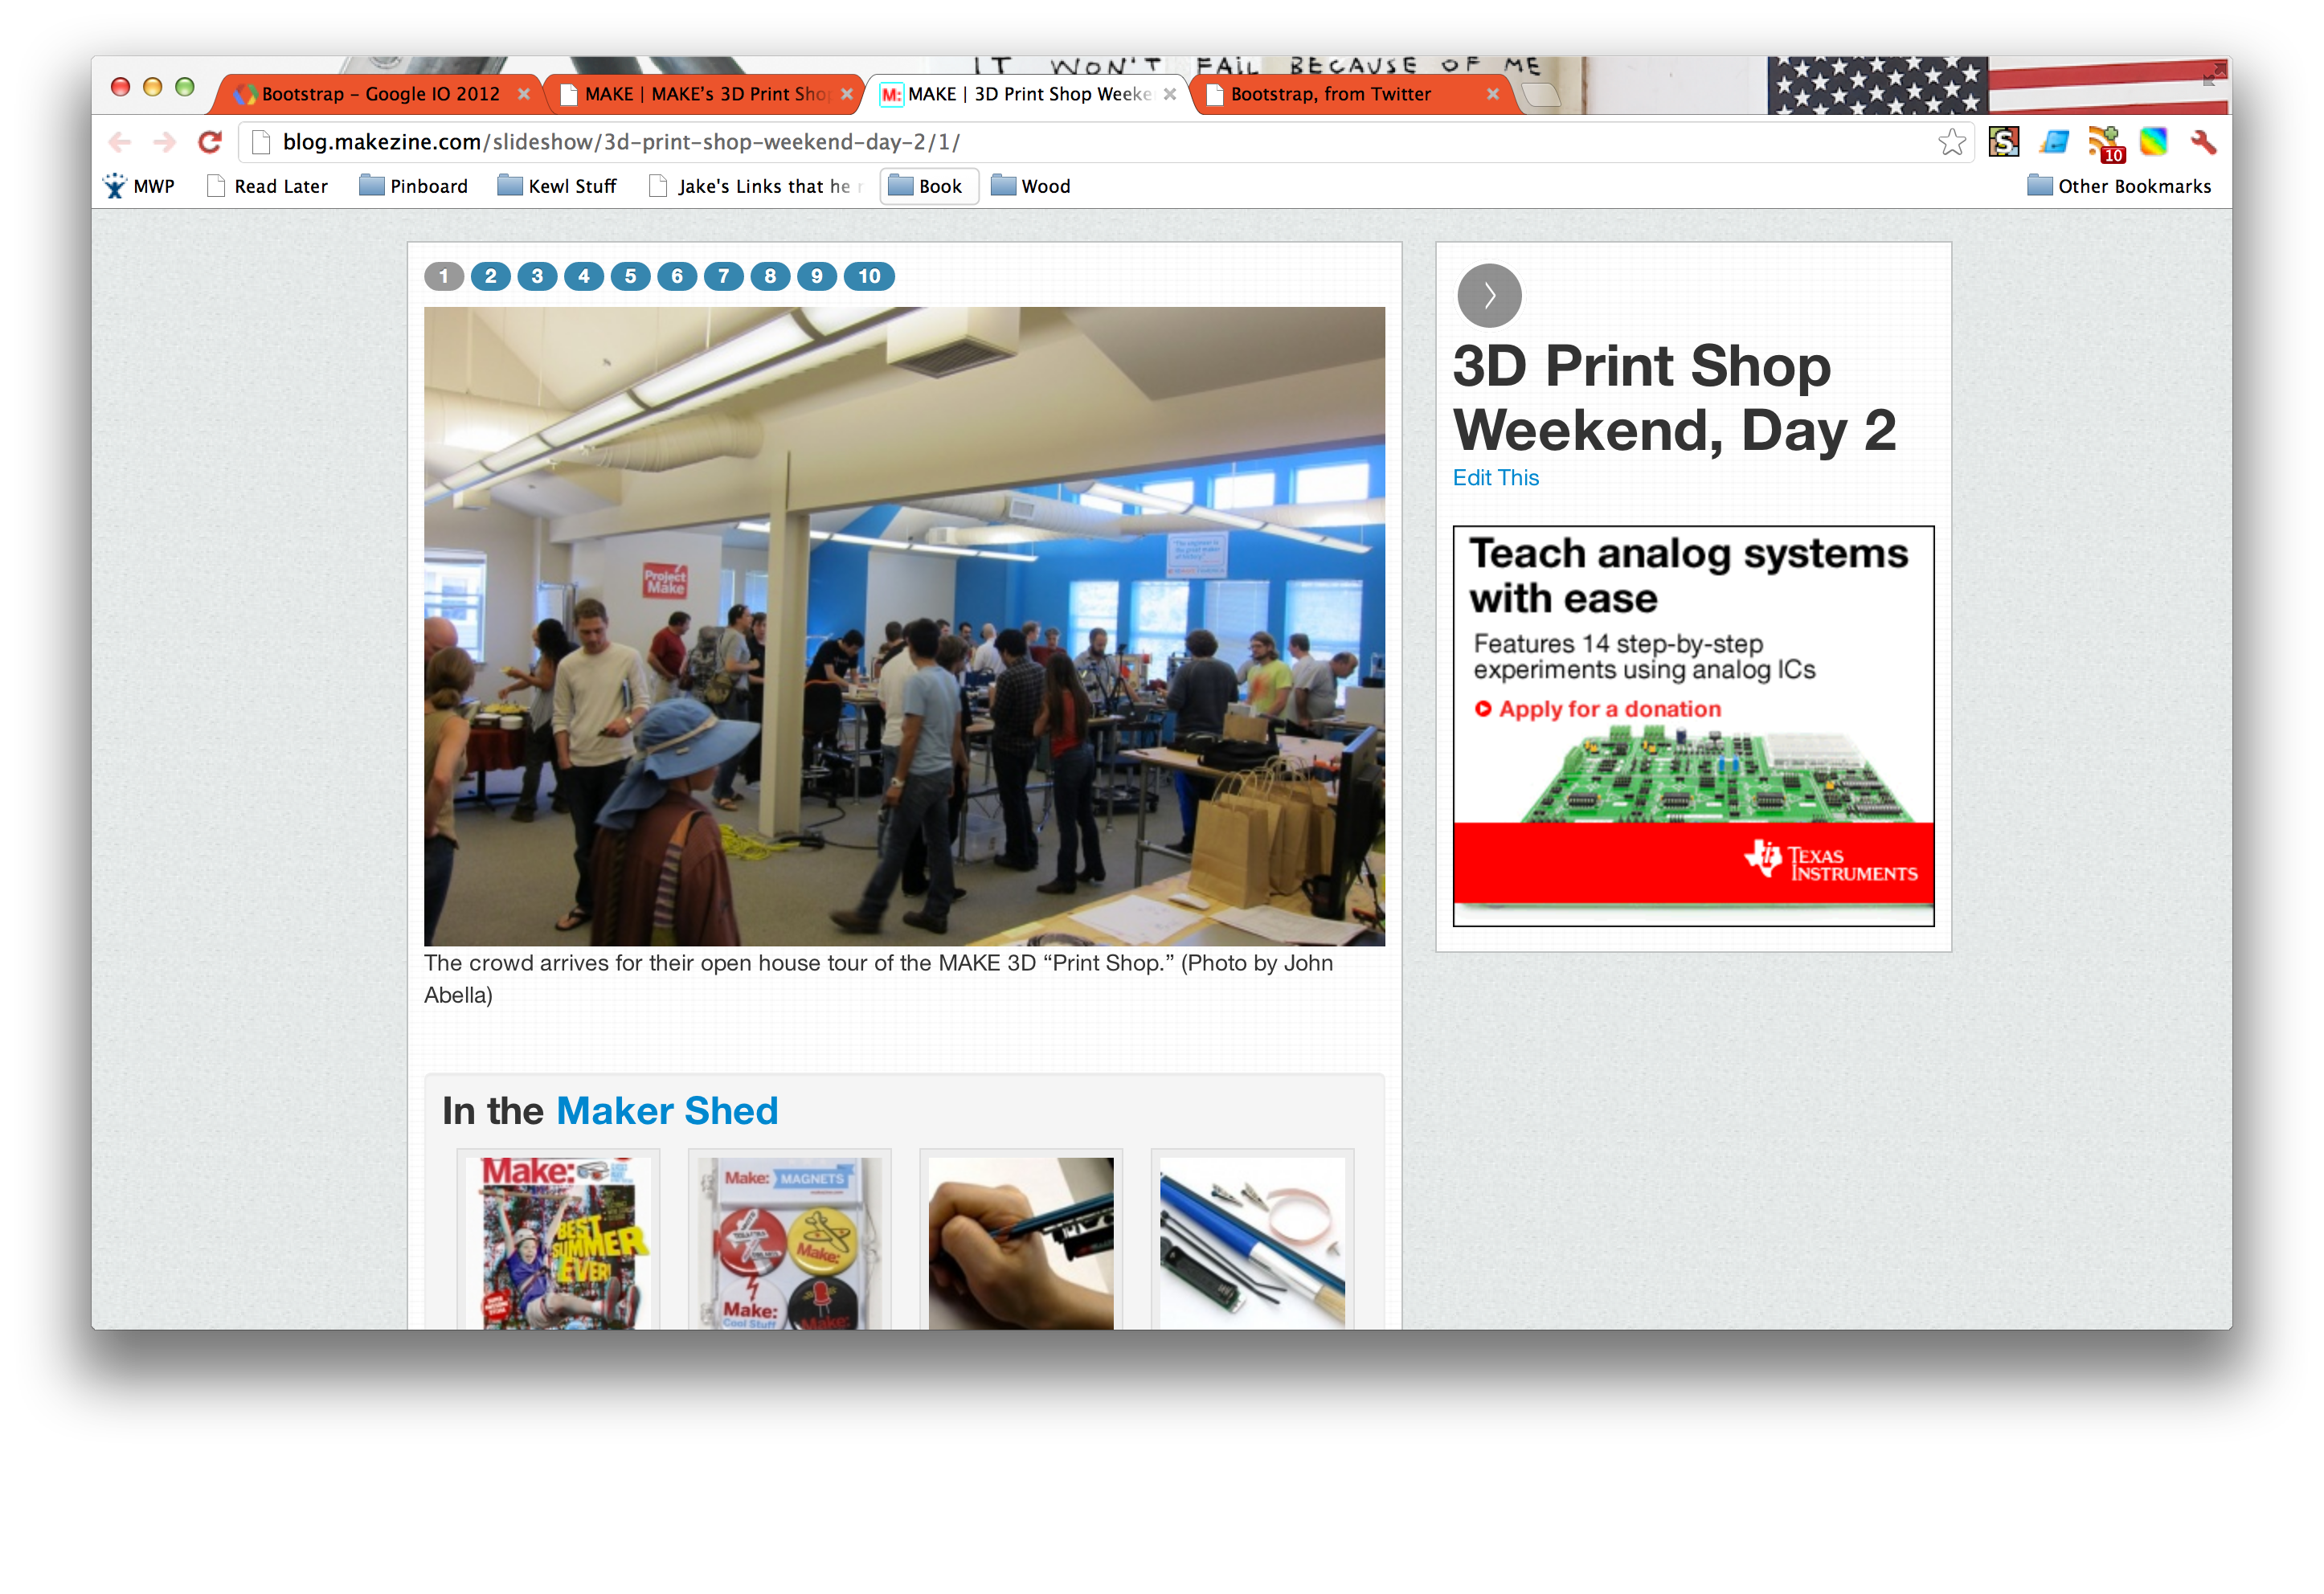 IT WON'T FAIL BECAUSE OF ME
Bootstrap – Google IO 2012
MAKE | MAKE's 3D Print Sho
MAKE | 3D Print Shop Weeke
Bootstrap, from Twitter
blog.makezine.com/slideshow/3d-print-shop-weekend-day-2/1/
10
MWP
Read Later
Pinboard
Kewl Stuff
Jake's Links that he
Book
Wood
Other Bookmarks
1 2 3 4 5 6 7 8 9 10
Project
Make
3D Print Shop
Weekend, Day 2
Edit This
Teach analog systems
with ease
Features 14 step-by-step
experiments using analog ICs
Apply for a donation
TEXAS
INSTRUMENTS
The crowd arrives for their open house tour of the MAKE 3D “Print Shop.” (Photo by John
Abella)
In the Maker Shed
Make:
BEST
SUMMER
EVER!
Make: MAGNETS
Make:
Make:
Cool Stuff
Make: